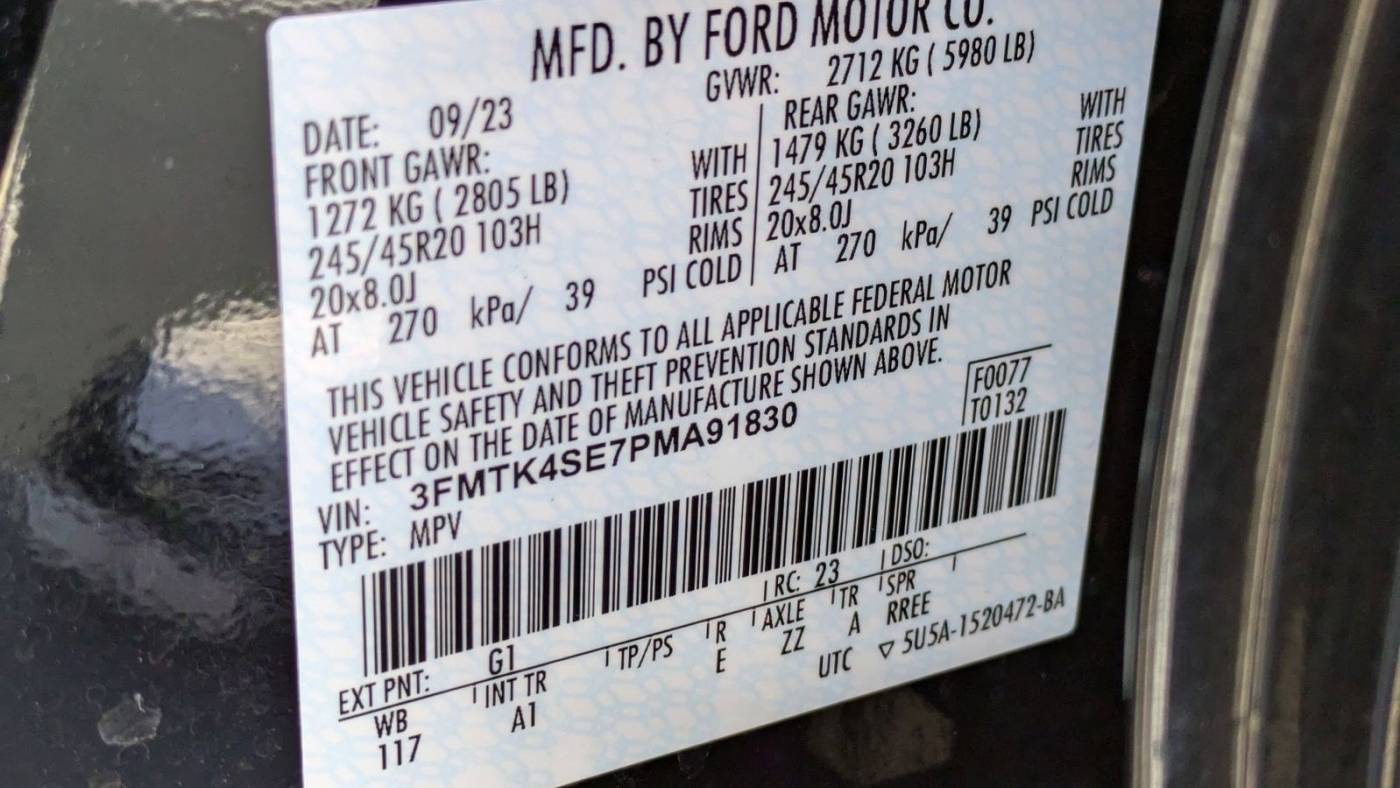 MFD. BY FORD MOTOR CO.
DATE: 09/23 GVWR: 2712 KG ( 5980 LB)
FRONT GAWR: REAR GAWR:
1272 KG ( 2805 LB) WITH 1479 KG ( 3260 LB) WITH
245/45R20 103H TIRES 245/45R20 103H TIRES
20x8.0J RIMS 20x8.0J RIMS
AT 270 kPa/ 39 PSI COLD AT 270 kPa/ 39 PSI COLD
THIS VEHICLE CONFORMS TO ALL APPLICABLE FEDERAL MOTOR
VEHICLE SAFETY AND THEFT PREVENTION STANDARDS IN
EFFECT ON THE DATE OF MANUFACTURE SHOWN ABOVE.
VIN: 3FMTK4SE7PMA91830 F0077
TYPE: MPV T0132
EXT PNT: G1 RC: 23 DSO:
WB INT TR TP/PS R AXLE TR SPR
117 A1 E ZZ A RREE
UTC ▽ 5U5A-1520472-BA